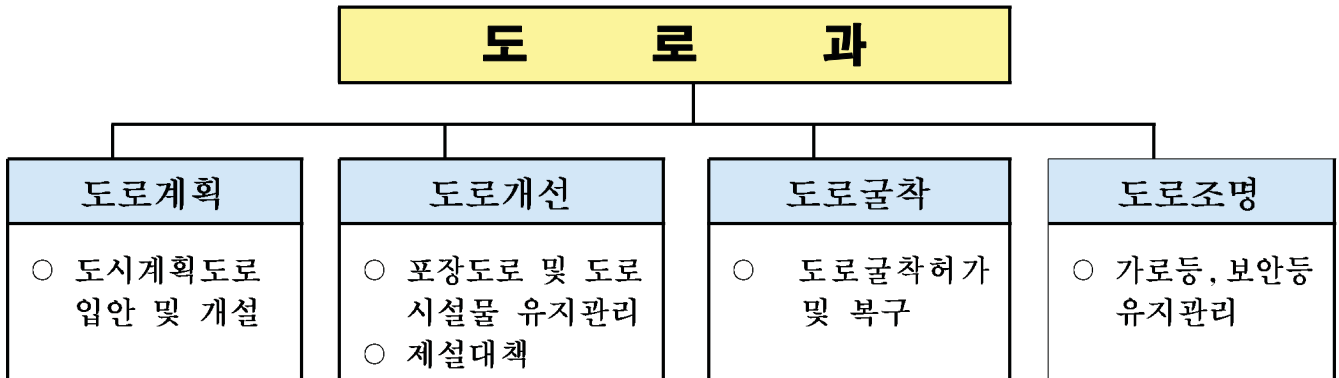 도 로 과
도로계획
○ 도시계획도로
입안 및 개설
도로개선
○ 포장도로 및 도로
시설물 유지관리
○ 제설대책
도로굴착
○ 도로굴착허가
및 복구
도로조명
○ 가로등, 보안등
유지관리